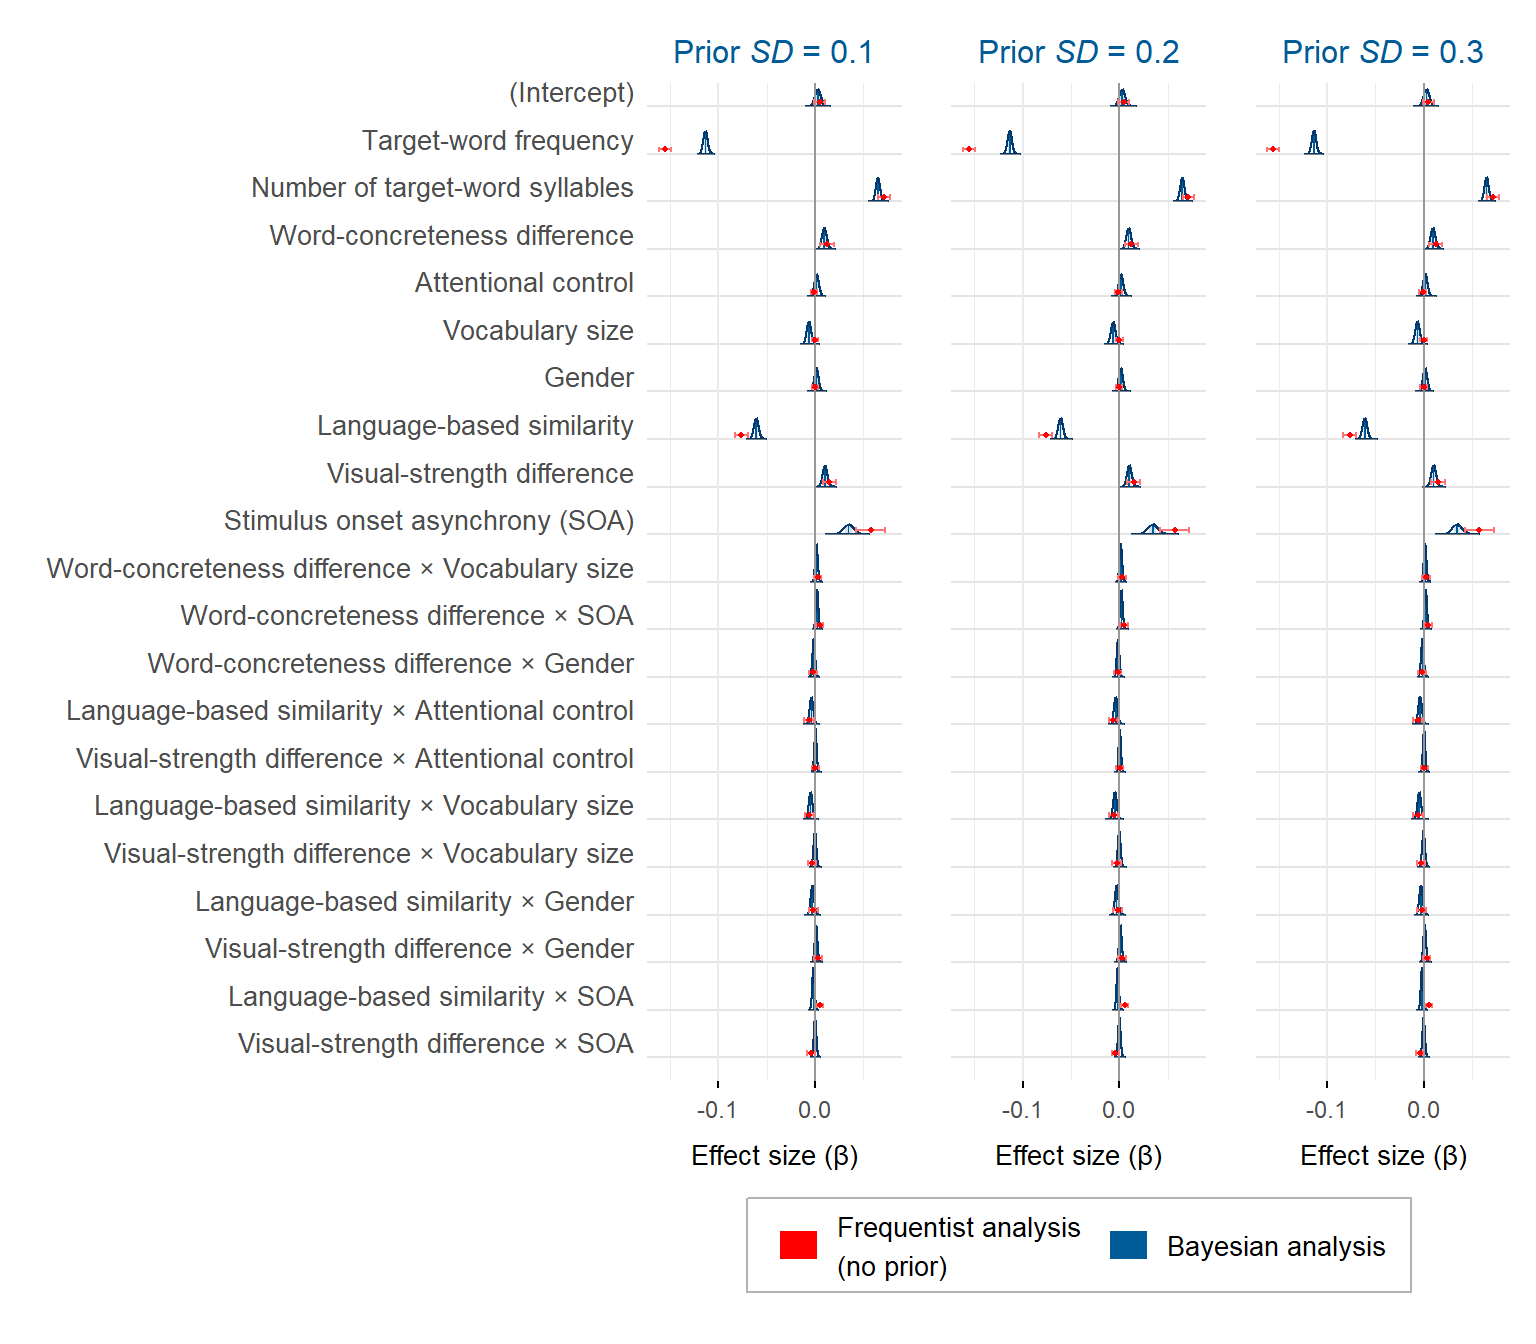 Prior SD = 0.1
Prior SD = 0.2
Prior SD = 0.3
(Intercept)
Target-word frequency
Number of target-word syllables
Word-concreteness difference
Attentional control
Vocabulary size
Gender
Language-based similarity
Visual-strength difference
Stimulus onset asynchrony (SOA)
Word-concreteness difference × Vocabulary size
Word-concreteness difference × SOA
Word-concreteness difference × Gender
Language-based similarity × Attentional control
Visual-strength difference × Attentional control
Language-based similarity × Vocabulary size
Visual-strength difference × Vocabulary size
Language-based similarity × Gender
Visual-strength difference × Gender
Language-based similarity × SOA
Visual-strength difference × SOA
-0.1 0.0
-0.1 0.0
-0.1 0.0
Effect size (β)
Effect size (β)
Effect size (β)
Frequentist analysis
(no prior)
Bayesian analysis